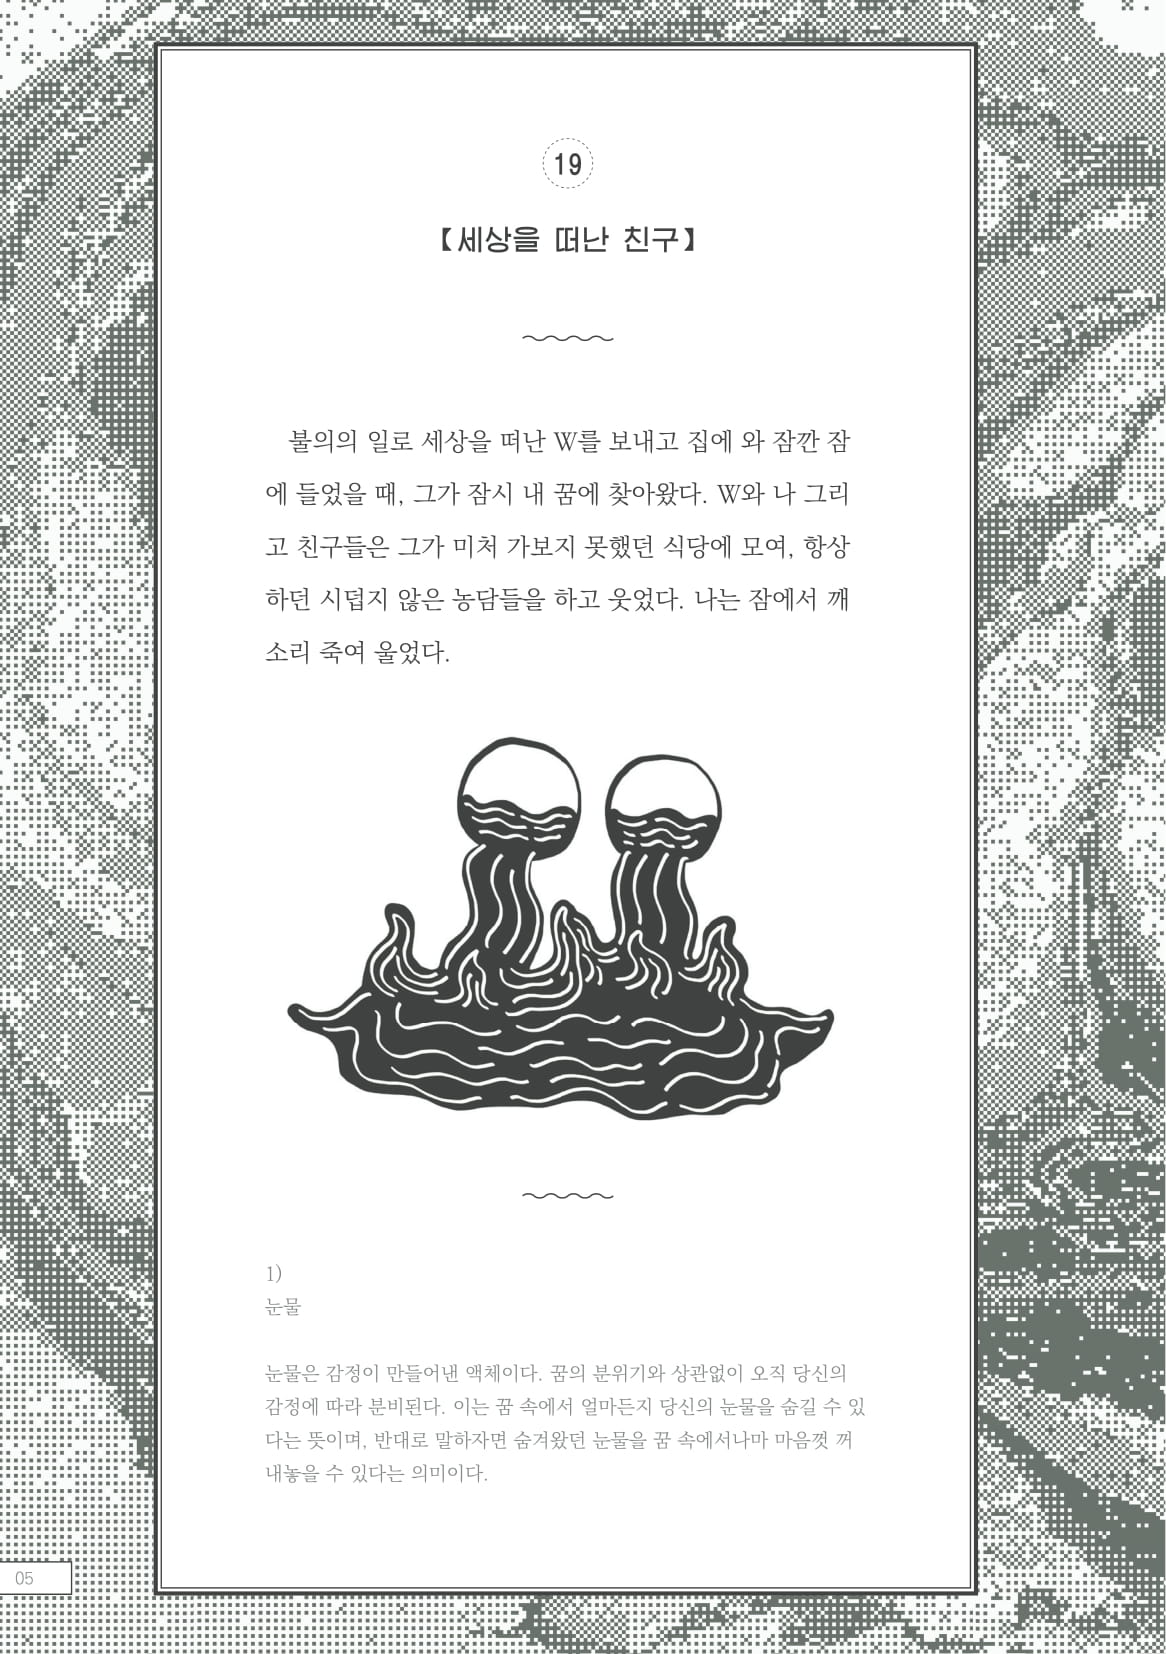 19
【세상을 떠난 친구】
불의의 일로 세상을 떠난 W를 보내고 집에 와 잠깐 잠
에 들었을 때, 그가 잠시 내 꿈에 찾아왔다. W와 나 그리
고 친구들은 그가 미처 가보지 못했던 식당에 모여, 항상
하던 시덥지 않은 농담들을 하고 웃었다. 나는 잠에서 깨
소리 죽여 울었다.
1)
눈물
눈물은 감정이 만들어낸 액체이다. 꿈의 분위기와 상관없이 오직 당신의
감정에 따라 분비된다. 이는 꿈 속에서 얼마든지 당신의 눈물을 숨길 수 있
다는 뜻이며, 반대로 말하자면 숨겨왔던 눈물을 꿈 속에서나마 마음껏 꺼
내놓을 수 있다는 의미이다.
05